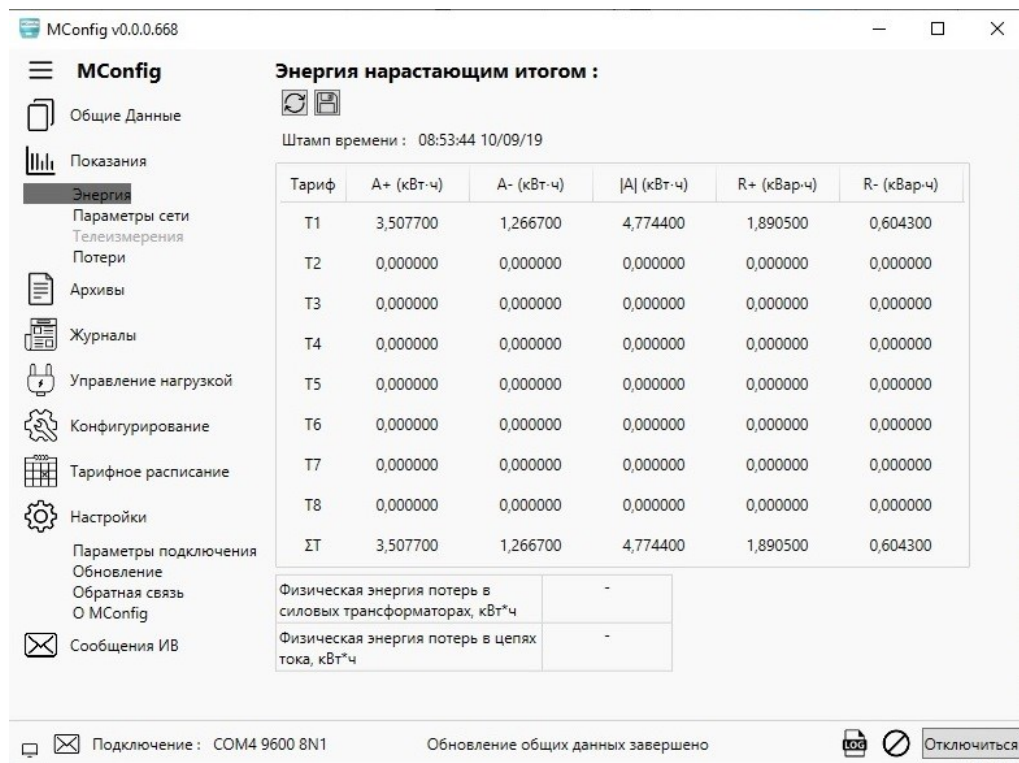 MConfig v0.0.0.668
MConfig
Общие Данные
Показания
Энергия
Параметры сети
Телеизмерения
Потери
Архивы
Журналы
Управление нагрузкой
Конфигурирование
Тарифное расписание
Настройки
Параметры подключения
Обновление
Обратная связь
О MConfig
Сообщения ИВ
Энергия нарастающим итогом :
Штамп времени : 08:53:44 10/09/19
Тариф A+ (кВт·ч) A- (кВт·ч) |A| (кВт·ч) R+ (кВар·ч) R- (кВар·ч)
T1 3,507700 1,266700 4,774400 1,890500 0,604300
T2 0,000000 0,000000 0,000000 0,000000 0,000000
T3 0,000000 0,000000 0,000000 0,000000 0,000000
T4 0,000000 0,000000 0,000000 0,000000 0,000000
T5 0,000000 0,000000 0,000000 0,000000 0,000000
T6 0,000000 0,000000 0,000000 0,000000 0,000000
T7 0,000000 0,000000 0,000000 0,000000 0,000000
T8 0,000000 0,000000 0,000000 0,000000 0,000000
ΣT 3,507700 1,266700 4,774400 1,890500 0,604300
Физическая энергия потерь в -
силовых трансформаторах, кВт*ч
Физическая энергия потерь в цепях -
тока, кВт*ч
Подключение : COM4 9600 8N1
Обновление общих данных завершено
LOG
Отключиться